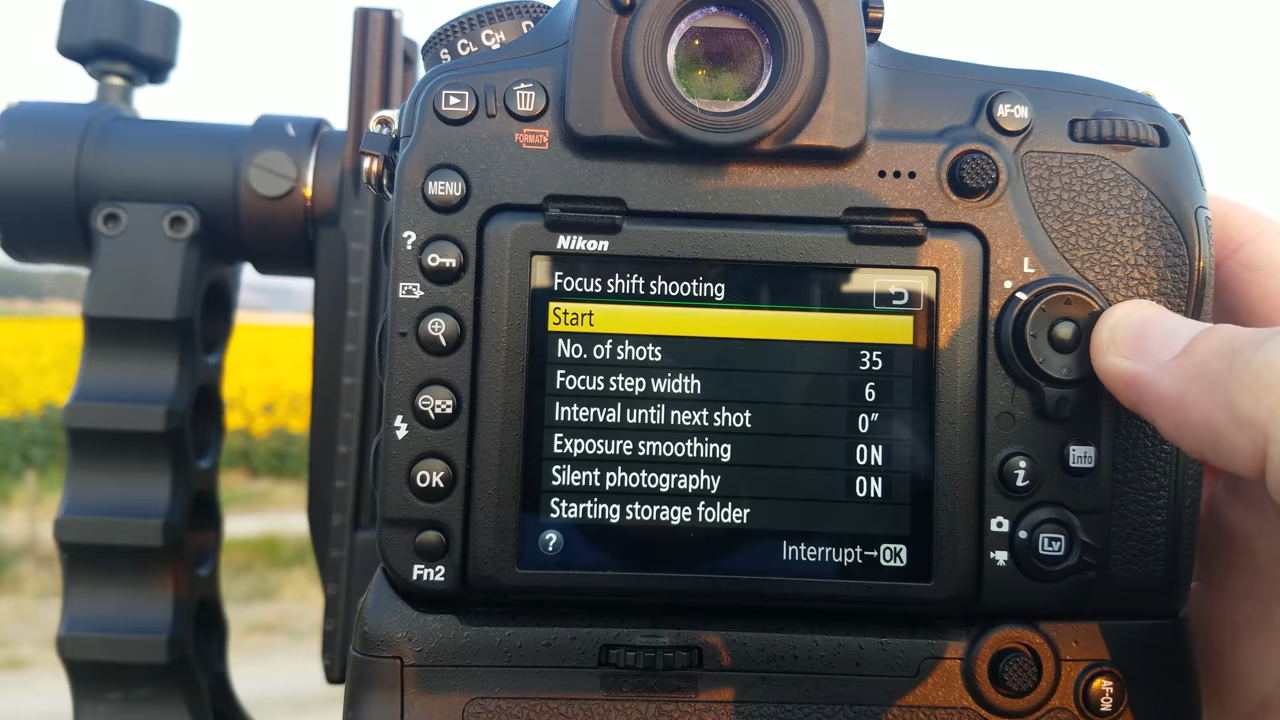 S CL CH
FORMAT
AF-ON
MENU
?
Nikon
L
Focus shift shooting
Start
No. of shots 35
Focus step width 6
Interval until next shot 0"
Exposure smoothing ON
Silent photography ON
Starting storage folder
? Interrupt→OK
OK
i
info
Lv
Fn2
AF-ON